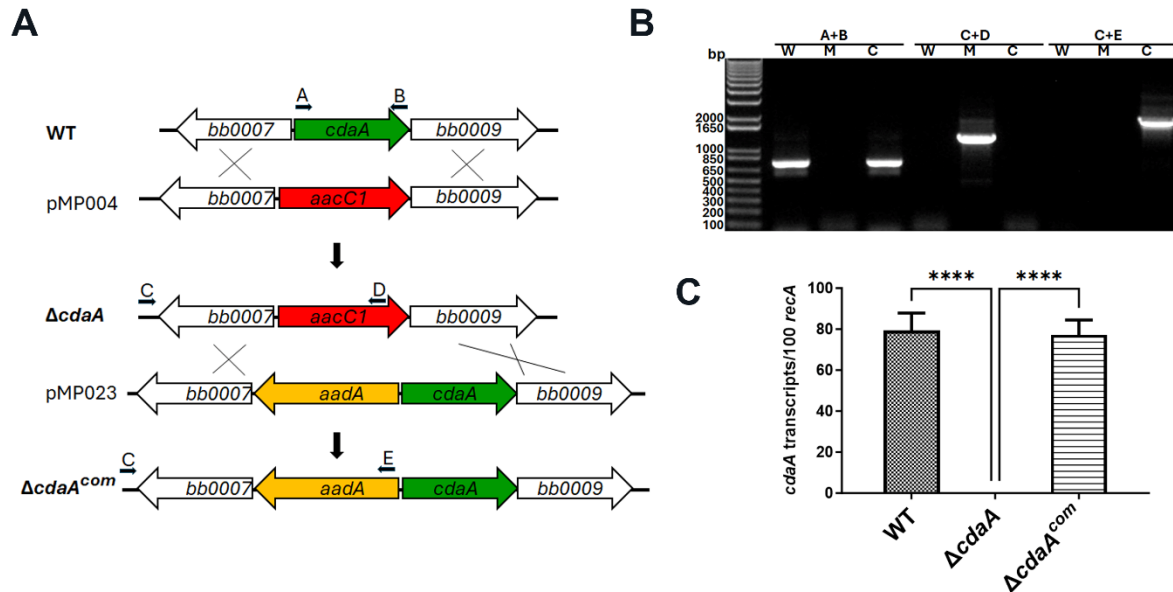 A
A B
WT bb0007 cdaA bb0009
pMP004 bb0007 aacC1 bb0009
C D
ΔcdaA bb0007 aacC1 bb0009
pMP023 bb0007 aadA cdaA bb0009
C E
ΔcdaA^com bb0007 aadA cdaA bb0009
B
A+B C+D C+E
bp W M C W M C W M C
2000
1650
1000
850
650
500
400
300
200
100
C
**** ****
cdaA transcripts/100 recA
100
80
60
40
20
0
WT
ΔcdaA
ΔcdaA^com